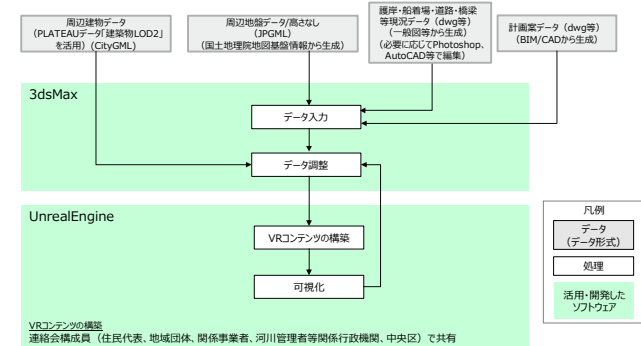 周辺建物データ
(PLATEAUデータ「建築物LOD2」
を活用)(CityGML)
周辺地盤データ/高さなし
(JPGML)
(国土地理院地図基盤情報から生成)
護岸・船着場・道路・橋梁
等現況データ(dwg等)
(一般図等から生成)
(必要に応じてPhotoshop、
AutoCAD等で編集)
計画案データ(dwg等)
(BIM/CADから生成)
3dsMax
データ入力
データ調整
UnrealEngine
VRコンテンツの構築
可視化
VRコンテンツの構築
連絡会構成員(住民代表、地域団体、関係事業者、河川管理者等関係行政機関、中央区)で共有
凡例
データ
(データ形式)
処理
活用・開発した
ソフトウェア